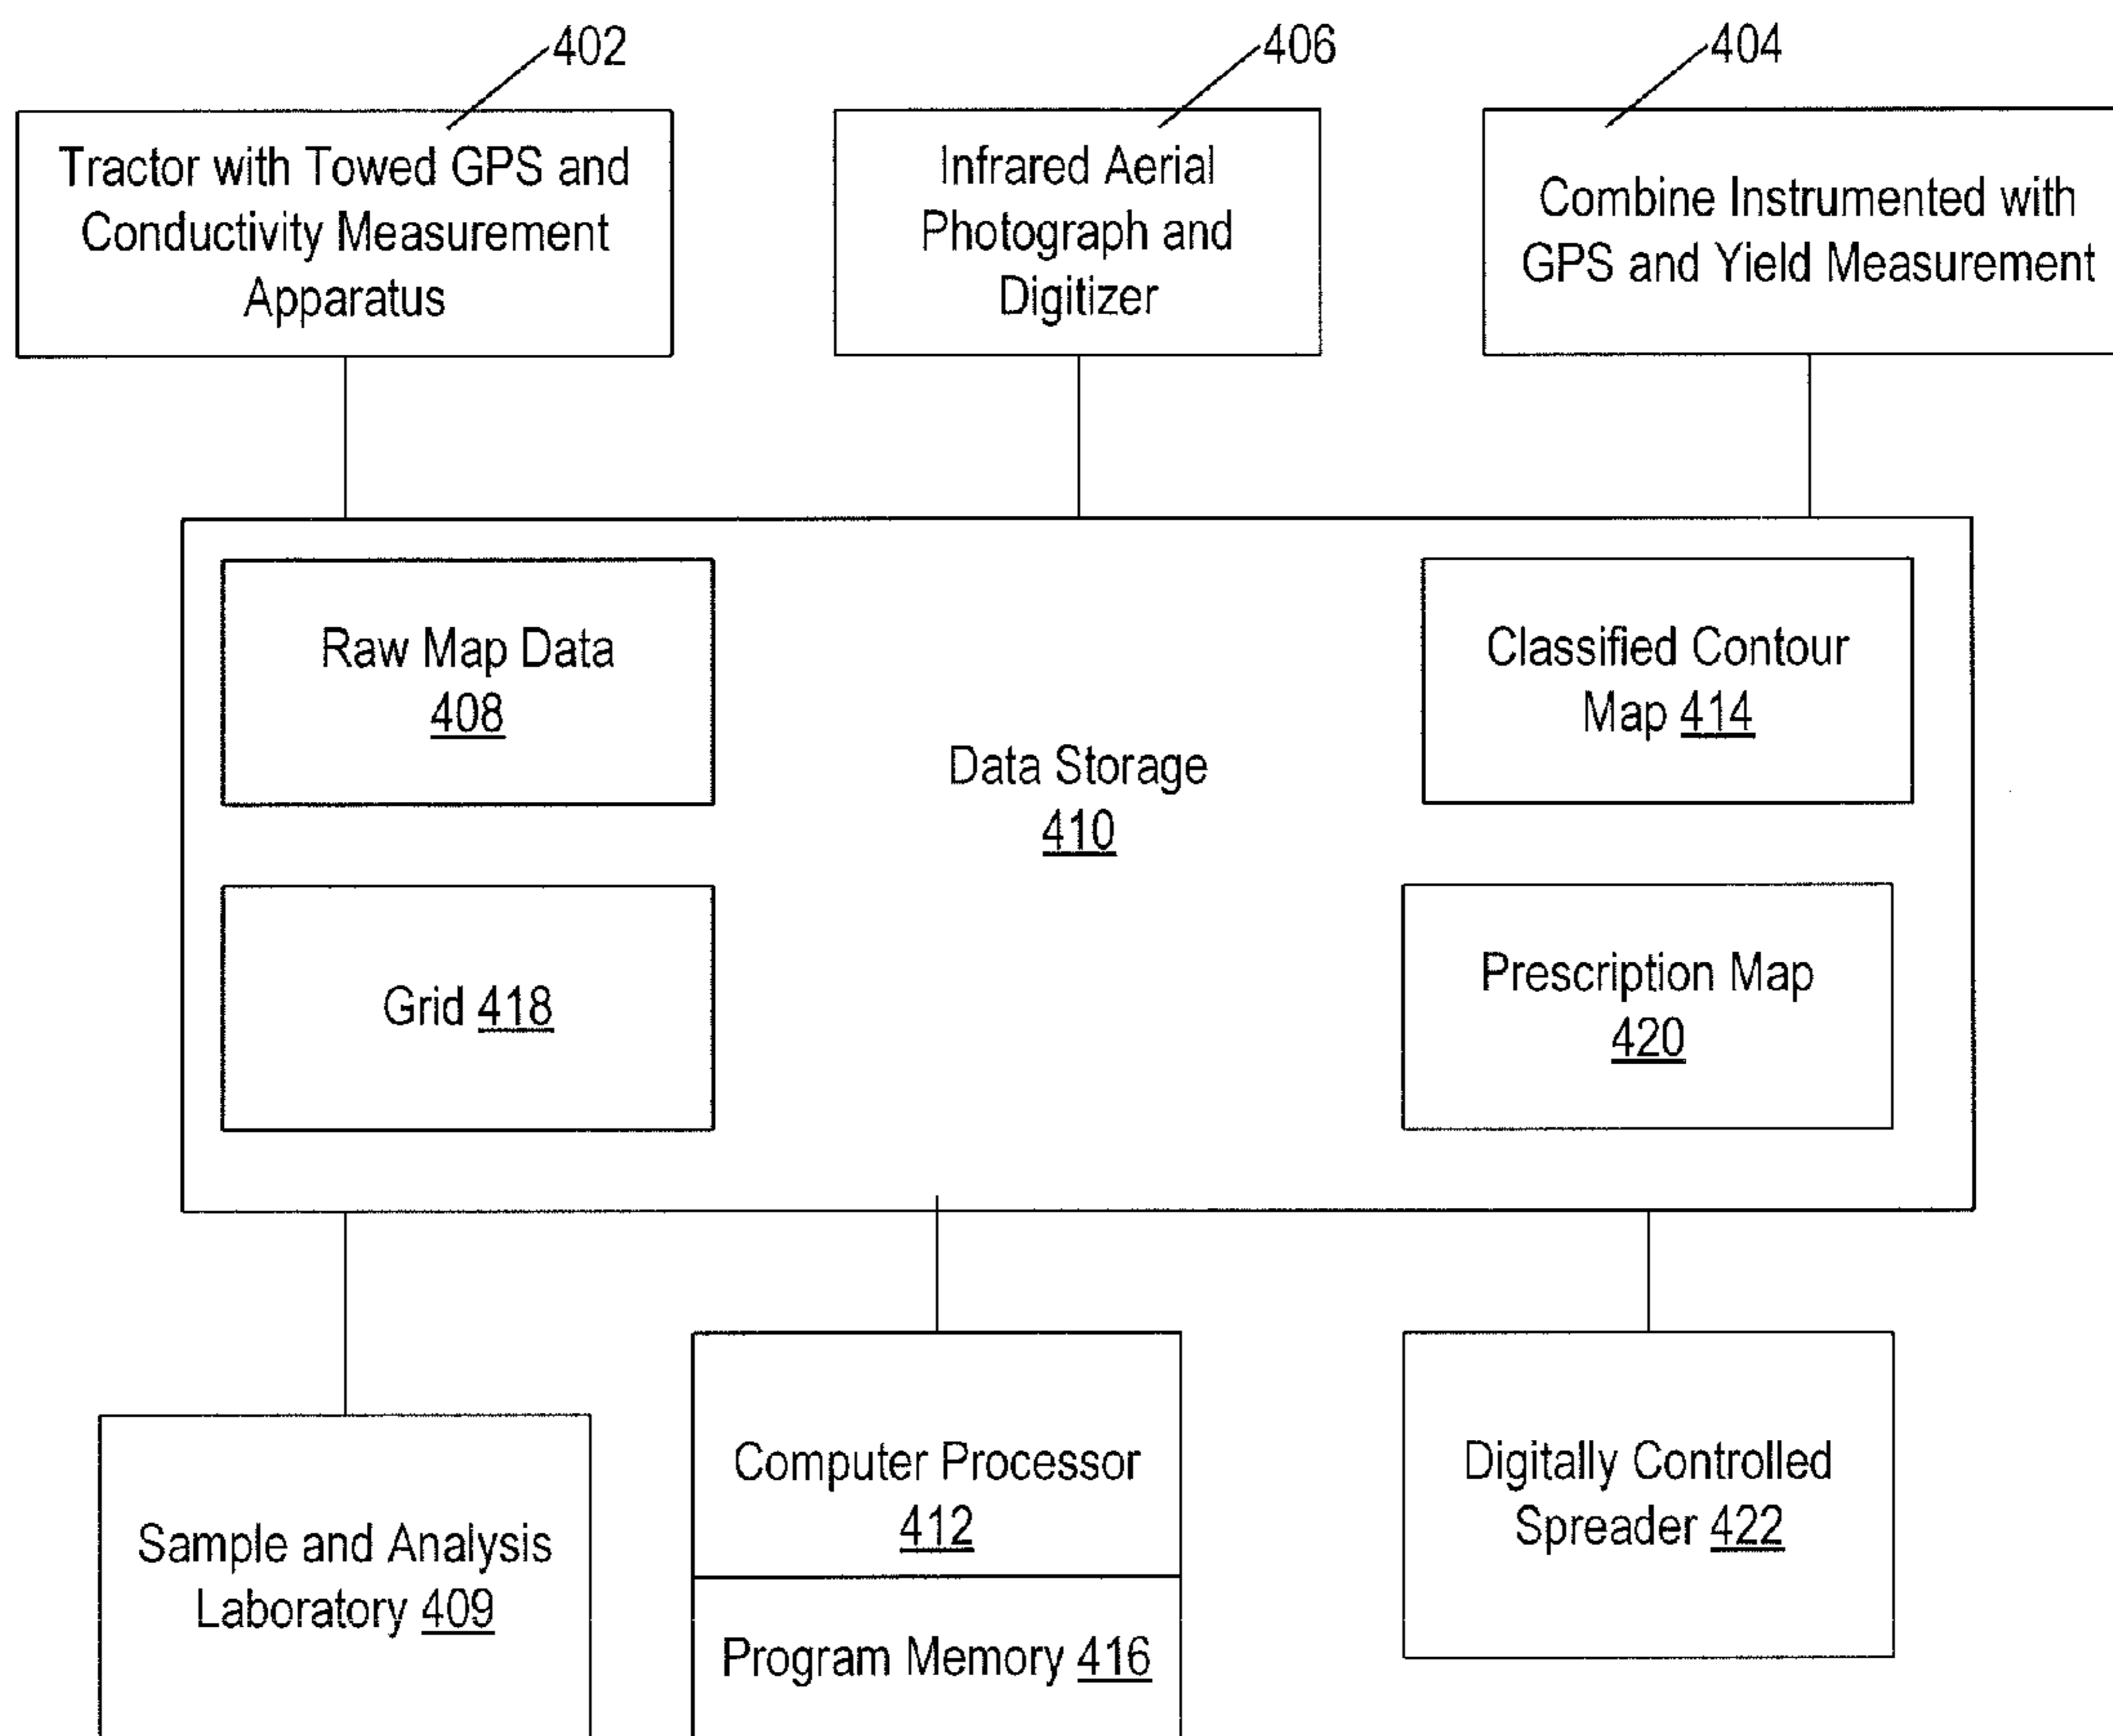 402
406
404
Tractor with Towed GPS and
Conductivity Measurement
Apparatus
Infrared Aerial
Photograph and
Digitizer
Combine Instrumented with
GPS and Yield Measurement
Raw Map Data
408
Classified Contour
Map 414
Data Storage
410
Grid 418
Prescription Map
420
Sample and Analysis
Laboratory 409
Computer Processor
412
Program Memory 416
Digitally Controlled
Spreader 422